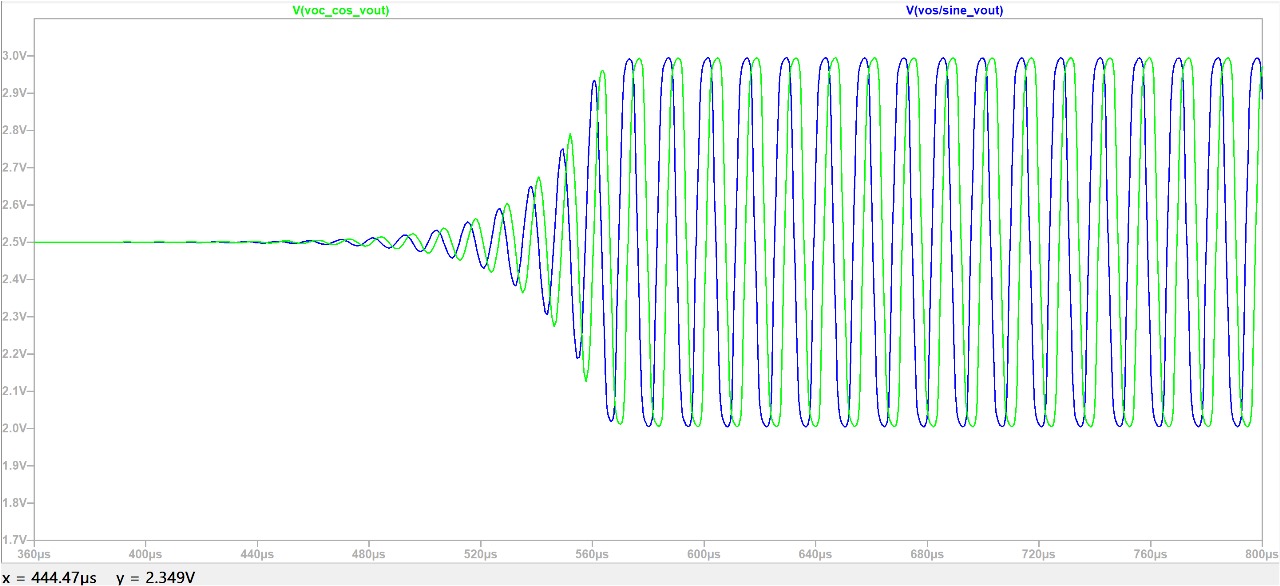 V(voc_cos_vout) V(vos/sine_vout)
3.0V
2.9V
2.8V
2.7V
2.6V
2.5V
2.4V
2.3V
2.2V
2.1V
2.0V
1.9V
1.8V
1.7V
360µs 400µs 440µs 480µs 520µs 560µs 600µs 640µs 680µs 720µs 760µs 800µs
x = 444.47µs y = 2.349V